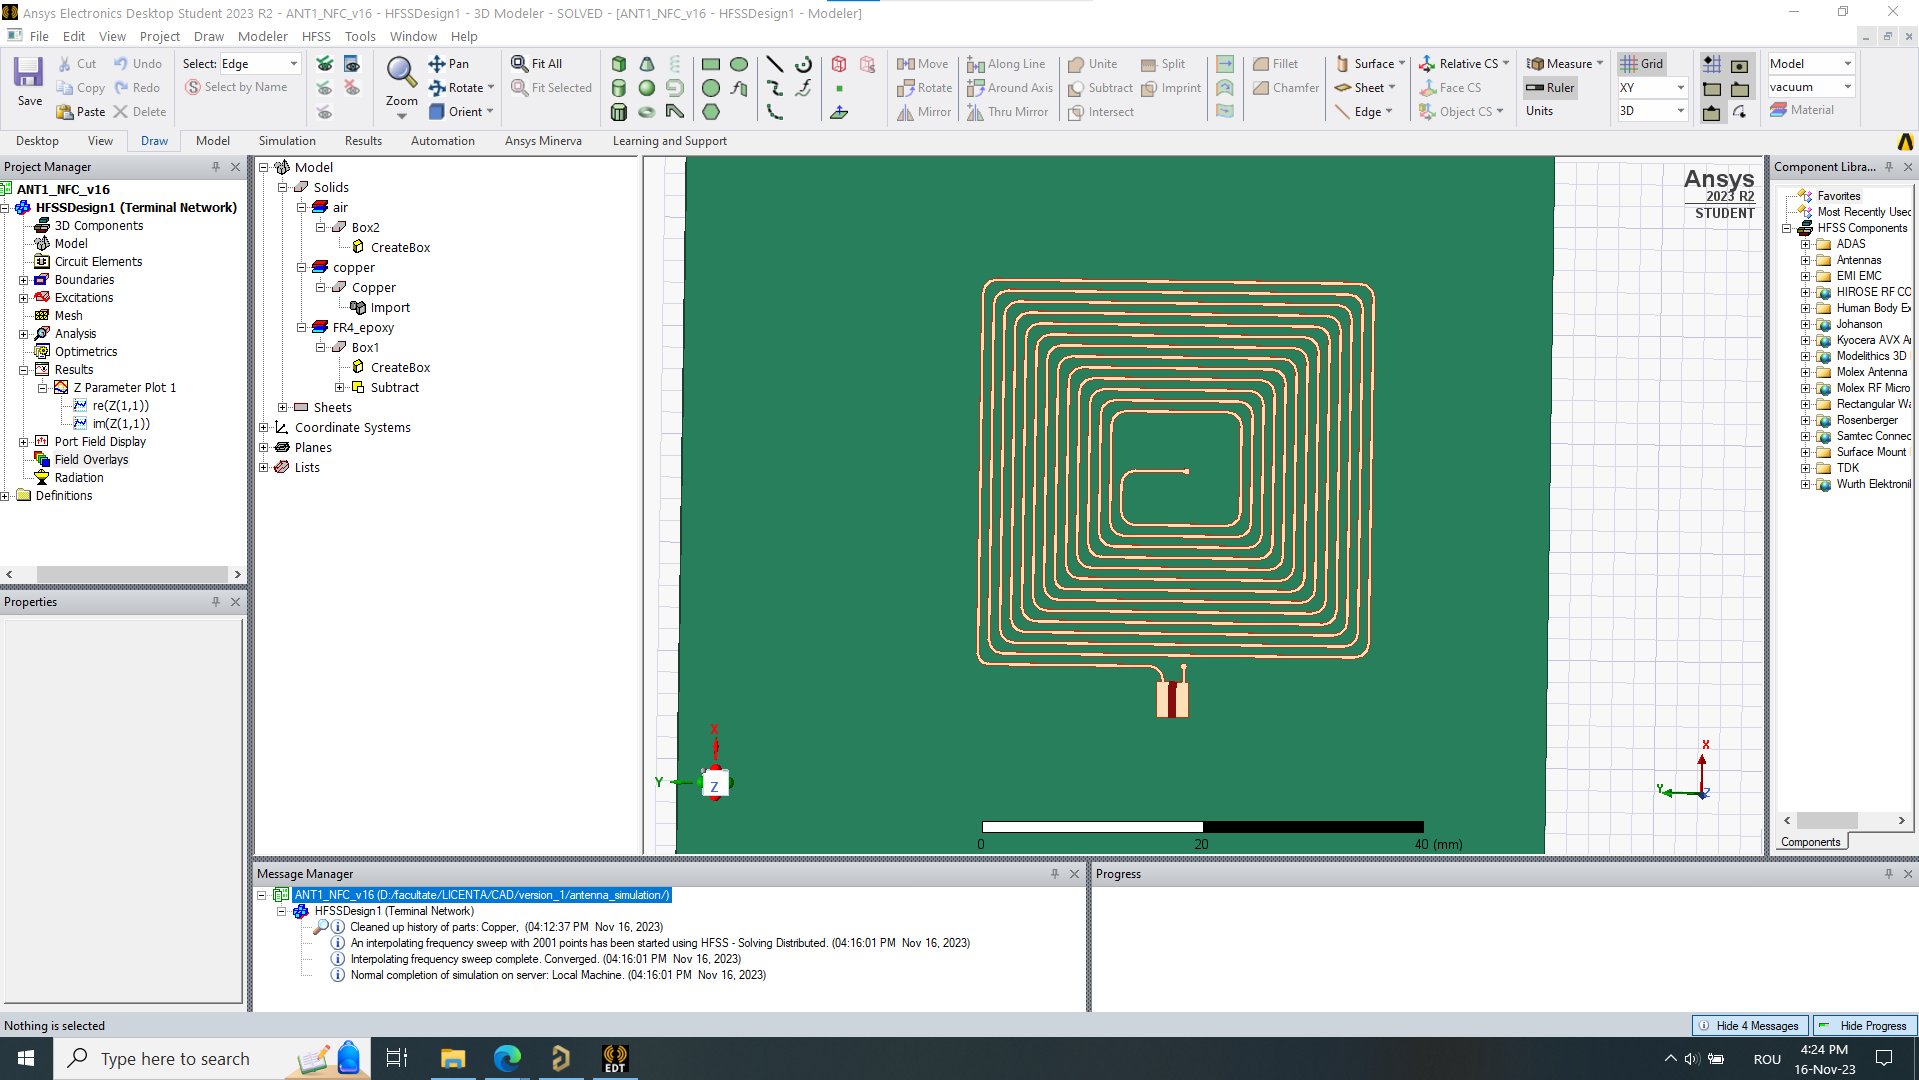 Ansys Electronics Desktop Student 2023 R2 - ANT1_NFC_v16 - HFSSDesign1 - 3D Modeler - SOLVED - [ANT1_NFC_v16 - HFSSDesign1 - Modeler]
File Edit View Project Draw Modeler HFSS Tools Window Help
Save
Cut Undo
Copy Redo
Paste Delete
Select: Edge
Select by Name
Zoom
Pan
Rotate
Orient
Fit All
Fit Selected
Move Along Line
Rotate Around Axis
Mirror Thru Mirror
Unite Split
Subtract Imprint
Intersect
Fillet
Chamfer
Surface
Sheet
Edge
Relative CS
Face CS
Object CS
Measure
Ruler
Units
Grid
XY
3D
Model
vacuum
Material
Desktop View Draw Model Simulation Results Automation Ansys Minerva Learning and Support
Project Manager
ANT1_NFC_v16
HFSSDesign1 (Terminal Network)
3D Components
Model
Circuit Elements
Boundaries
Excitations
Mesh
Analysis
Optimetrics
Results
Z Parameter Plot 1
re(Z(1,1))
im(Z(1,1))
Port Field Display
Field Overlays
Radiation
Definitions
Properties
Model
Solids
air
Box2
CreateBox
copper
Copper
Import
FR4_epoxy
Box1
CreateBox
Subtract
Sheets
Coordinate Systems
Planes
Lists
Ansys
2023 R2
STUDENT
X
Y
Z
X
Y
Z
0 20 40 (mm)
Component Libra...
Favorites
Most Recently Used
HFSS Components
ADAS
Antennas
EMI EMC
HIROSE RF CO
Human Body Ex
Johanson
Kyocera AVX A
Modelithics 3D
Molex Antenna
Molex RF Micro
Rectangular Wa
Rosenberger
Samtec Connec
Surface Mount
TDK
Wurth Elektronil
Components
Message Manager
ANT1_NFC_v16 (D:/facultate/LICENTA/CAD/version_1/antenna_simulation/)
HFSSDesign1 (Terminal Network)
Cleaned up history of parts: Copper, (04:12:37 PM Nov 16, 2023)
An interpolating frequency sweep with 2001 points has been started using HFSS - Solving Distributed. (04:16:01 PM Nov 16, 2023)
Interpolating frequency sweep complete. Converged. (04:16:01 PM Nov 16, 2023)
Normal completion of simulation on server: Local Machine. (04:16:01 PM Nov 16, 2023)
Progress
Nothing is selected
Hide 4 Messages Hide Progress
Type here to search
EDT
ROU
4:24 PM
16-Nov-23